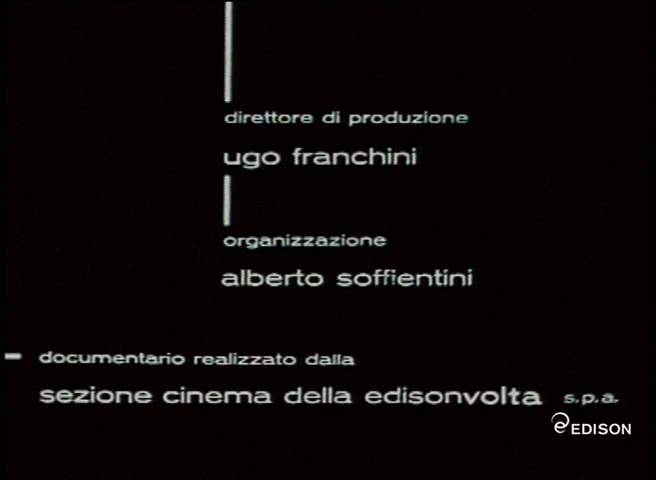 direttore di produzione
ugo franchini
organizzazione
alberto soffientini
documentario realizzato dalla
sezione cinema della edisonvolta s.p.a.
EDISON